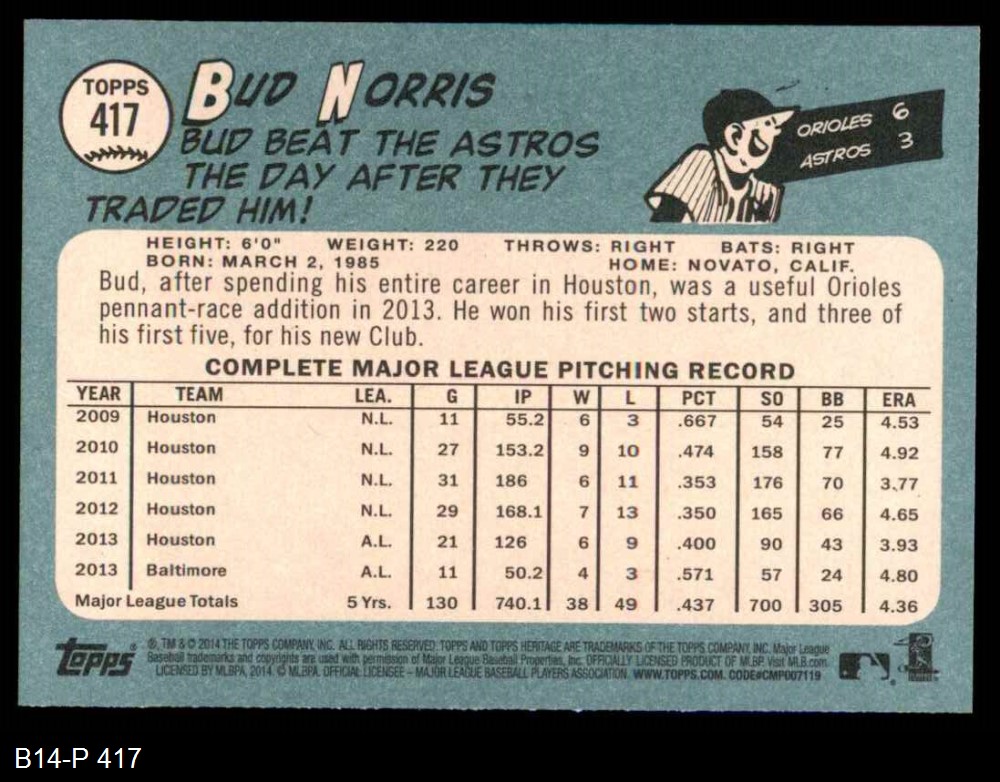 TOPPS
417
BUD NORRIS
BUD BEAT THE ASTROS
THE DAY AFTER THEY
TRADED HIM!
ORIOLES 6
ASTROS 3
HEIGHT: 6'0" WEIGHT: 220 THROWS: RIGHT BATS: RIGHT
BORN: MARCH 2, 1985 HOME: NOVATO, CALIF.
Bud, after spending his entire career in Houston, was a useful Orioles
pennant-race addition in 2013. He won his first two starts, and three of
his first five, for his new Club.
COMPLETE MAJOR LEAGUE PITCHING RECORD
YEAR TEAM LEA. G IP W L PCT SO BB ERA
2009 Houston N.L. 11 55.2 6 3 .667 54 25 4.53
2010 Houston N.L. 27 153.2 9 10 .474 158 77 4.92
2011 Houston N.L. 31 186 6 11 .353 176 70 3.77
2012 Houston N.L. 29 168.1 7 13 .350 165 66 4.65
2013 Houston A.L. 21 126 6 9 .400 90 43 3.93
2013 Baltimore A.L. 11 50.2 4 3 .571 57 24 4.80
Major League Totals 5 Yrs. 130 740.1 38 49 .437 700 305 4.36
topps
®, TM & © 2014 THE TOPPS COMPANY, INC. ALL RIGHTS RESERVED. TOPPS AND TOPPS HERITAGE ARE TRADEMARKS OF THE TOPPS COMPANY, INC. Major League
Baseball trademarks and copyrights are used with permission of Major League Baseball Properties, Inc. OFFICIALLY LICENSED PRODUCT OF MLBP. Visit MLB.com
LICENSED BY MLBPA, 2014. © MLBPA. OFFICIAL LICENSEE – MAJOR LEAGUE BASEBALL PLAYERS ASSOCIATION. WWW.TOPPS.COM. CODE#CMP007119
B14-P 417